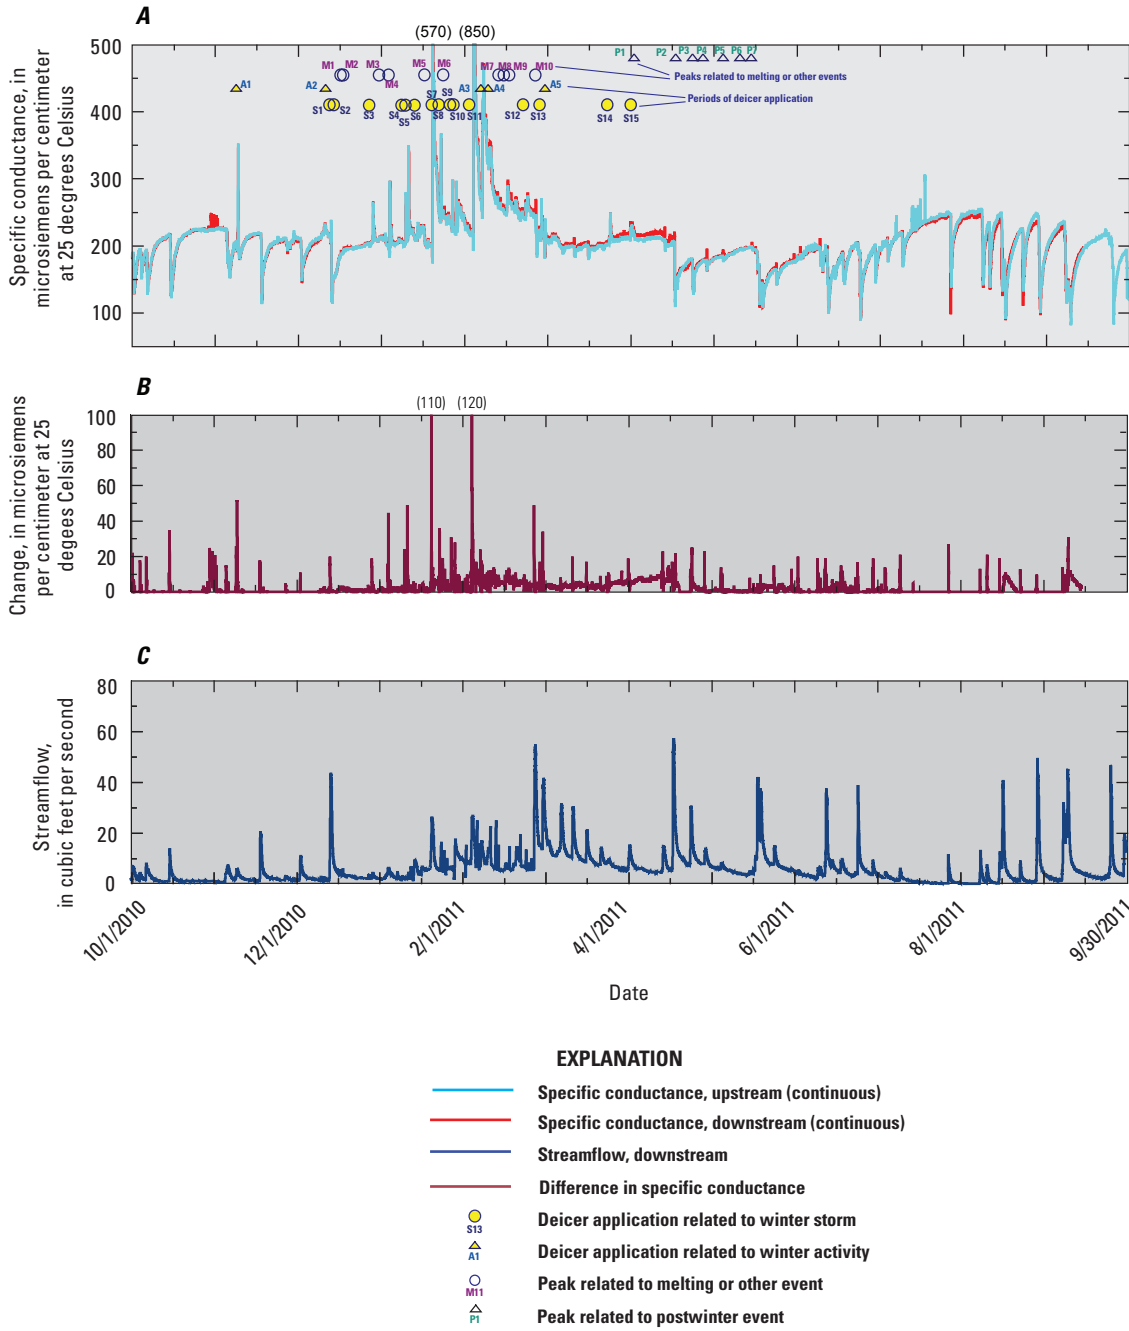 A
(570) (850)
Specific conductance, in
microsiemens per centimeter
at 25 decgrees Celsius
500
400
300
200
100
P1 P2 P3 P4 P5 P6 P7
M1 M2 M3 M4 M5 M6 M7 M8 M9 M10
Peaks related to melting or other events
A1 A2 A3 A4 A5
Periods of deicer application
S1 S2 S3 S4 S5 S6 S7 S8 S9 S10 S11 S12 S13 S14 S15
B
(110) (120)
Change, in microsiemens
per centimeter at 25
degees Celsius
100
80
60
40
20
0
C
Streamflow,
in cubic feet per second
80
60
40
20
0
10/1/2010 12/1/2010 2/1/2011 4/1/2011 6/1/2011 8/1/2011 9/30/2011
Date
EXPLANATION
Specific conductance, upstream (continuous)
Specific conductance, downstream (continuous)
Streamflow, downstream
Difference in specific conductance
S13 Deicer application related to winter storm
A1 Deicer application related to winter activity
M11 Peak related to melting or other event
P1 Peak related to postwinter event